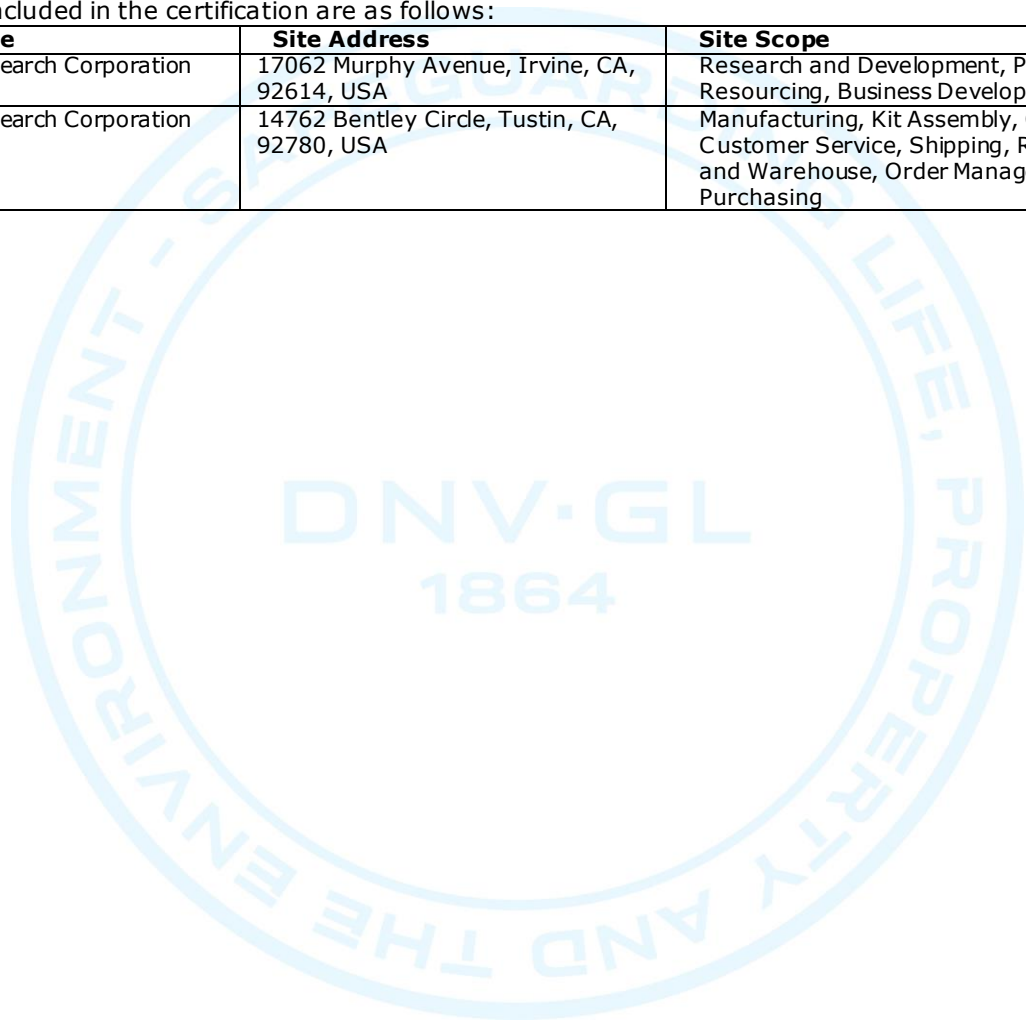 cluded in the certification are as follows:
e Site Address Site Scope
earch Corporation 17062 Murphy Avenue, Irvine, CA, Research and Development, P
92614, USA Resourcing, Business Develop
earch Corporation 14762 Bentley Circle, Tustin, CA, Manufacturing, Kit Assembly,
92780, USA Customer Service, Shipping, R
and Warehouse, Order Manag
Purchasing
SAFEGUARDING LIFE, PROPERTY AND THE ENVIRONMENT -
DNV·GL
1864